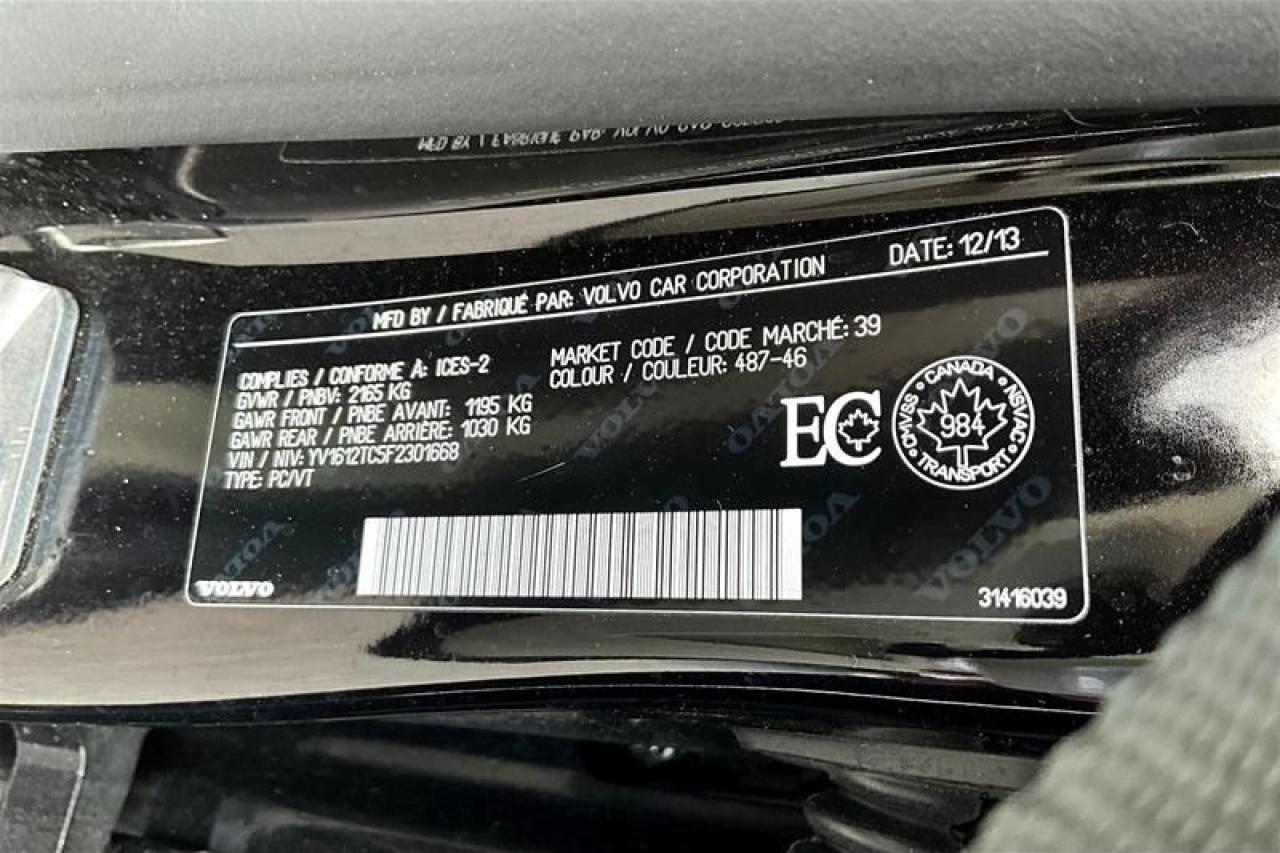 MFD BY / FABRIQUÉ PAR: VOLVO CAR CORPORATION
DATE: 12/13
COMPLIES / CONFORME A: ICES-2
GVWR / PNBV: 2165 KG
GAWR FRONT / PNBE AVANT: 1195 KG
GAWR REAR / PNBE ARRIÈRE: 1030 KG
VIN / NIV: YV1612TC5F2301668
TYPE: PC/VT
MARKET CODE / CODE MARCHÉ: 39
COLOUR / COULEUR: 487-46
EC
CANADA
CMVSS
NSVAC
984
TRANSPORT
VOLVO
31416039